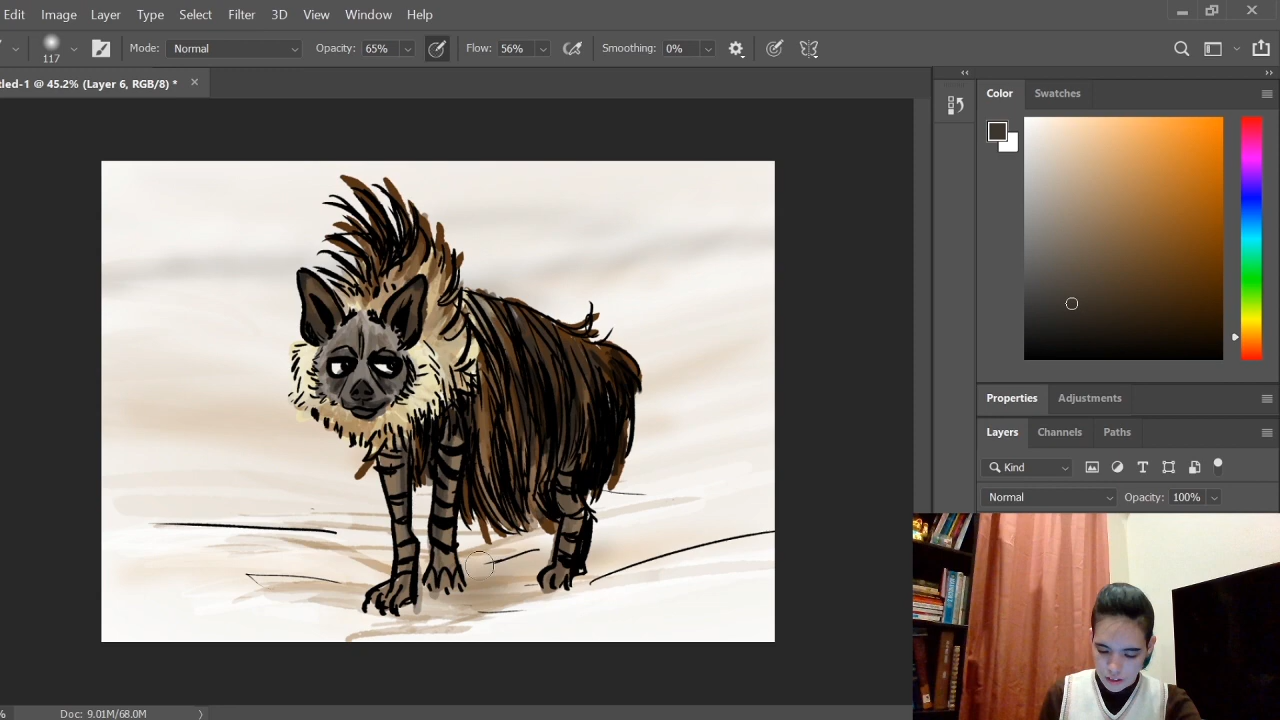 Edit Image Layer Type Select Filter 3D View Window Help
117 Mode: Normal Opacity: 65% Flow: 56% Smoothing: 0%
tled-1 @ 45.2% (Layer 6, RGB/8) *
Color Swatches
Properties Adjustments
Layers Channels Paths
Kind
Normal Opacity: 100%
% Doc: 9.01M/68.0M